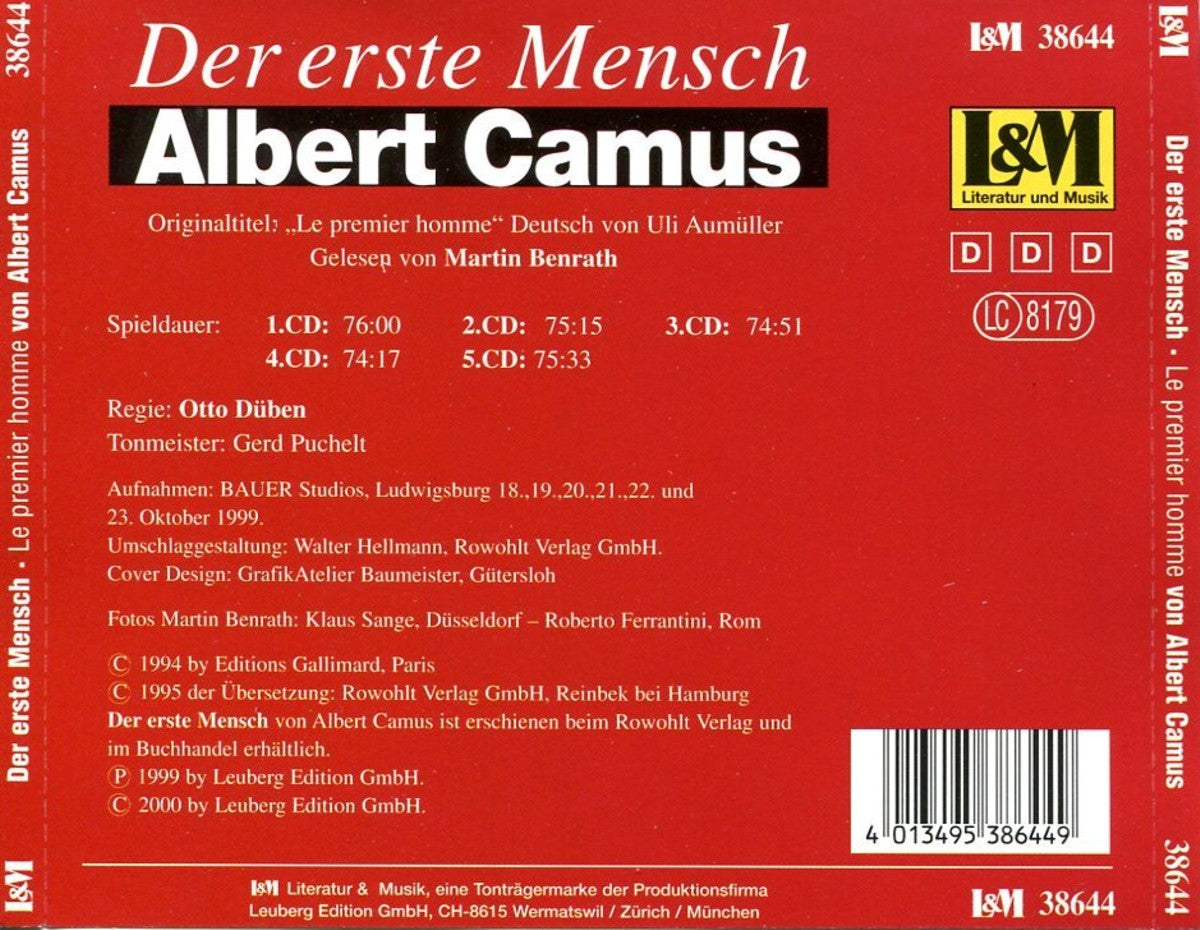 38644
Der erste Mensch · Le premier homme von Albert Camus
L&M
Der erste Mensch
Albert Camus
Originaltitel: „Le premier homme“ Deutsch von Uli Aumüller
Gelesen von Martin Benrath
Spieldauer: 1.CD: 76:00 2.CD: 75:15 3.CD: 74:51
4.CD: 74:17 5.CD: 75:33
Regie: Otto Düben
Tonmeister: Gerd Puchelt
Aufnahmen: BAUER Studios, Ludwigsburg 18.,19.,20.,21.,22. und
23. Oktober 1999.
Umschlaggestaltung: Walter Hellmann, Rowohlt Verlag GmbH.
Cover Design: GrafikAtelier Baumeister, Gütersloh
Fotos Martin Benrath: Klaus Sange, Düsseldorf – Roberto Ferrantini, Rom
Ⓒ 1994 by Editions Gallimard, Paris
Ⓒ 1995 der Übersetzung: Rowohlt Verlag GmbH, Reinbek bei Hamburg
Der erste Mensch von Albert Camus ist erschienen beim Rowohlt Verlag und
im Buchhandel erhältlich.
Ⓟ 1999 by Leuberg Edition GmbH.
Ⓒ 2000 by Leuberg Edition GmbH.
L&M 38644
L&M
Literatur und Musik
D D D
LC 8179
4 013495 386449
L&M Literatur & Musik, eine Tonträgermarke der Produktionsfirma
Leuberg Edition GmbH, CH-8615 Wermatswil / Zürich / München
L&M 38644
L&M
Der erste Mensch · Le premier homme von Albert Camus
38644